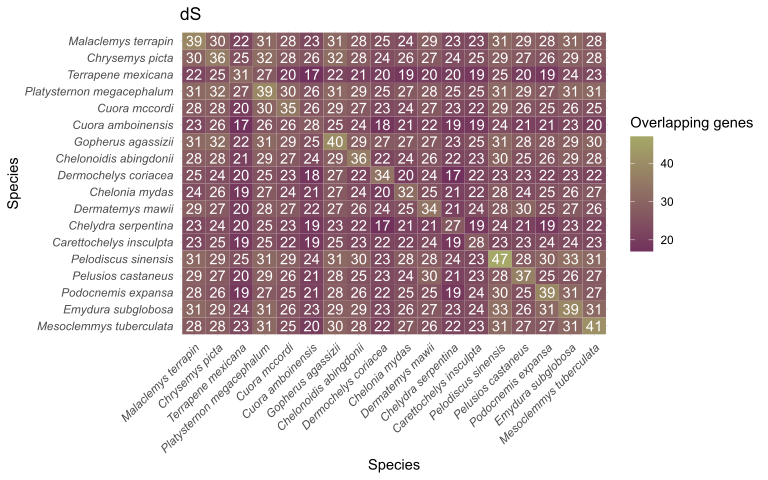 dS
Malaclemys terrapin 39 30 22 31 28 23 31 28 25 24 29 23 23 31 29 28 31 28
Chrysemys picta 30 36 25 32 28 26 32 28 24 26 27 24 25 29 27 26 29 28
Terrapene mexicana 22 25 31 27 20 17 22 21 20 19 20 20 19 25 20 19 24 23
Platysternon megacephalum 31 32 27 39 30 26 31 29 25 27 28 25 25 31 29 27 31 31
Cuora mccordi 28 28 20 30 35 26 29 27 23 24 27 23 22 29 26 25 26 25
Cuora amboinensis 23 26 17 26 26 28 25 24 18 21 22 19 19 24 21 21 23 20
Gopherus agassizii 31 32 22 31 29 25 40 29 27 27 27 23 25 31 28 28 29 30
Chelonoidis abingdonii 28 28 21 29 27 24 29 36 22 24 26 22 23 30 25 26 29 28
Dermochelys coriacea 25 24 20 25 23 18 27 22 34 20 24 17 22 23 23 22 23 22
Chelonia mydas 24 26 19 27 24 21 27 24 20 32 25 21 22 28 24 25 26 27
Dermatemys mawii 29 27 20 28 27 22 27 26 24 25 34 21 24 28 30 25 27 26
Chelydra serpentina 23 24 20 25 23 19 23 22 17 21 21 27 19 24 21 19 23 22
Carettochelys insculpta 23 25 19 25 22 19 25 23 22 22 24 19 28 23 23 24 24 23
Pelodiscus sinensis 31 29 25 31 29 24 31 30 23 28 28 24 23 47 28 30 33 31
Pelusios castaneus 29 27 20 29 26 21 28 25 23 24 30 21 23 28 37 25 26 27
Podocnemis expansa 28 26 19 27 25 21 28 26 22 25 25 19 24 30 25 39 31 27
Emydura subglobosa 31 29 24 31 26 23 29 29 23 26 27 23 24 33 26 31 39 31
Mesoclemmys tuberculata 28 28 23 31 25 20 30 28 22 27 26 22 23 31 27 27 31 41
Malaclemys terrapin
Chrysemys picta
Terrapene mexicana
Platysternon megacephalum
Cuora mccordi
Cuora amboinensis
Gopherus agassizii
Chelonoidis abingdonii
Dermochelys coriacea
Chelonia mydas
Dermatemys mawii
Chelydra serpentina
Carettochelys insculpta
Pelodiscus sinensis
Pelusios castaneus
Podocnemis expansa
Emydura subglobosa
Mesoclemmys tuberculata
Species
Species
Overlapping genes
40
30
20